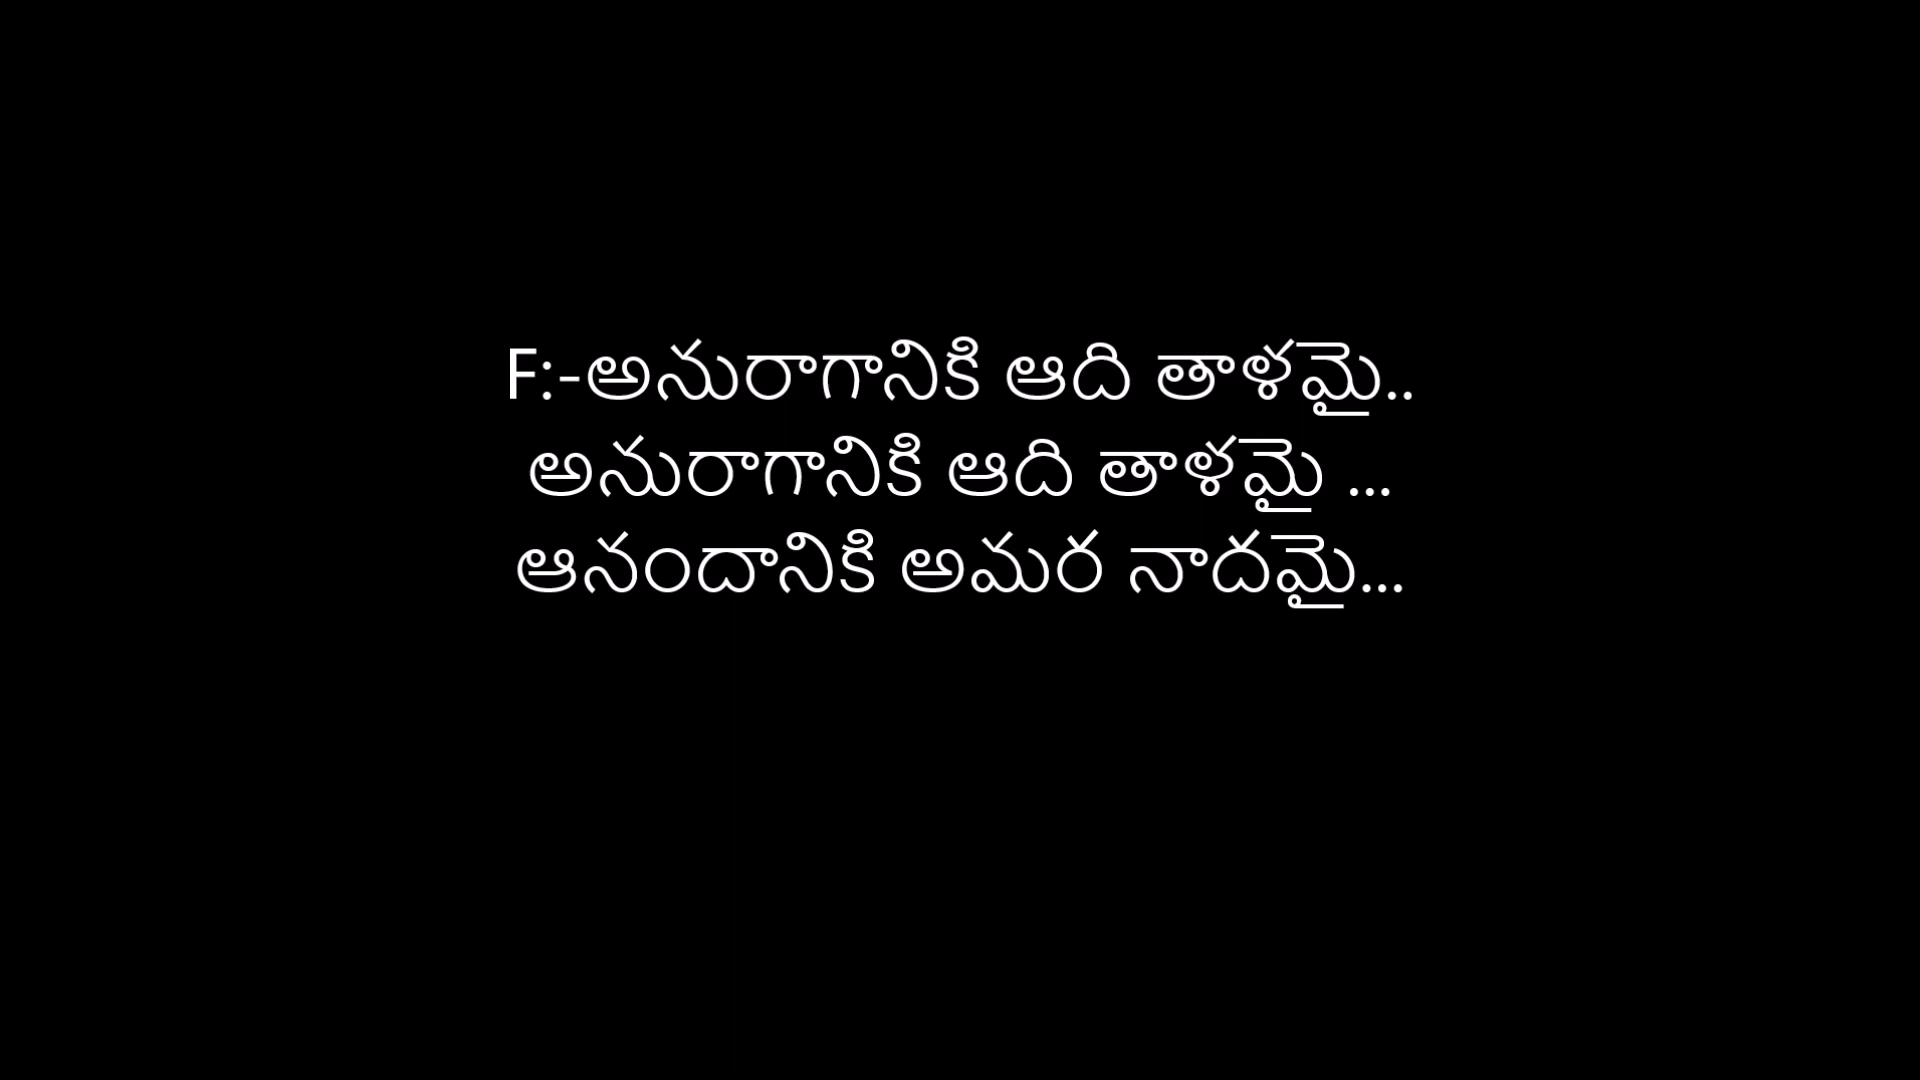 F:-అనురాగానికి ఆది తాళమై..
అనురాగానికి ఆది తాళమై ...
ఆనందానికి అమర నాదమై...